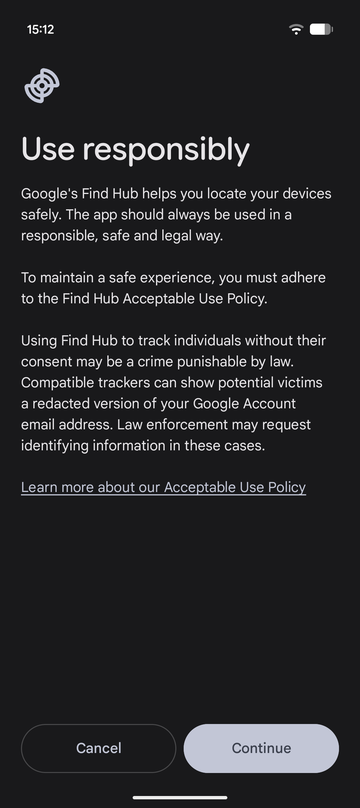 15:12
Use responsibly
Google's Find Hub helps you locate your devices
safely. The app should always be used in a
responsible, safe and legal way.
To maintain a safe experience, you must adhere
to the Find Hub Acceptable Use Policy.
Using Find Hub to track individuals without their
consent may be a crime punishable by law.
Compatible trackers can show potential victims
a redacted version of your Google Account
email address. Law enforcement may request
identifying information in these cases.
Learn more about our Acceptable Use Policy
Cancel
Continue